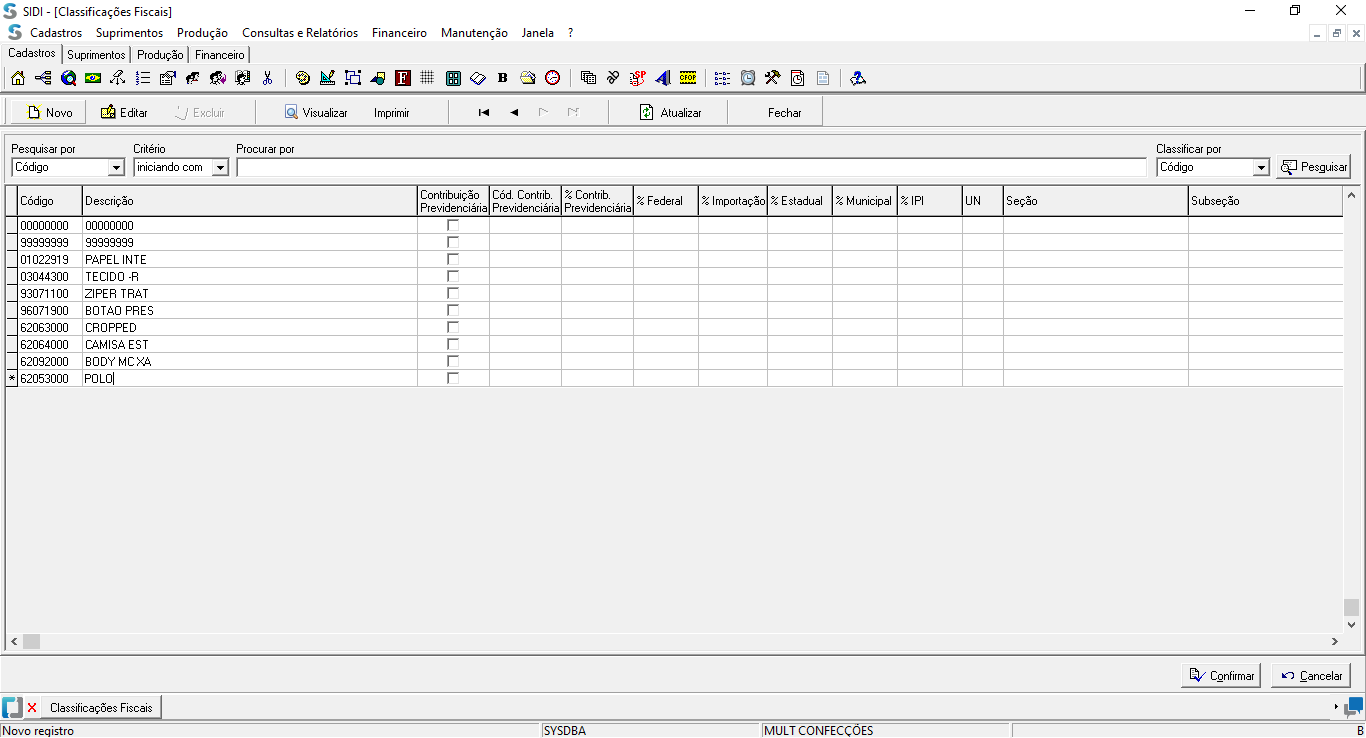 SIDI - [Classificações Fiscais]
Cadastros Suprimentos Produção Consultas e Relatórios Financeiro Manutenção Janela ?
Cadastros Suprimentos Produção Financeiro
Novo Editar Excluir Visualizar Imprimir Atualizar Fechar
Pesquisar por Critério Procurar por Classificar por
Código iniciando com Código Pesquisar
Código Descrição Contribuição Previdenciária Cód. Contrib. Previdenciária % Contrib. Previdenciária % Federal % Importação % Estadual % Municipal % IPI UN Seção Subseção
00000000 00000000
99999999 99999999
01022919 PAPEL INTE
03044300 TECIDO -R
93071100 ZIPER TRAT
96071900 BOTAO PRES
62063000 CROPPED
62064000 CAMISA EST
62092000 BODY MC XA
* 62053000 POLO
Confirmar Cancelar
Classificações Fiscais
Novo registro SYSDBA MULT CONFECÇÕES B